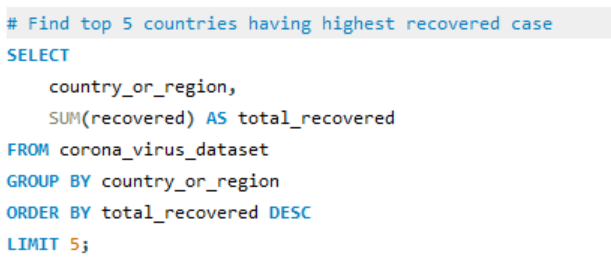 # Find top 5 countries having highest recovered case
SELECT
    country_or_region,
    SUM(recovered) AS total_recovered
FROM corona_virus_dataset
GROUP BY country_or_region
ORDER BY total_recovered DESC
LIMIT 5;